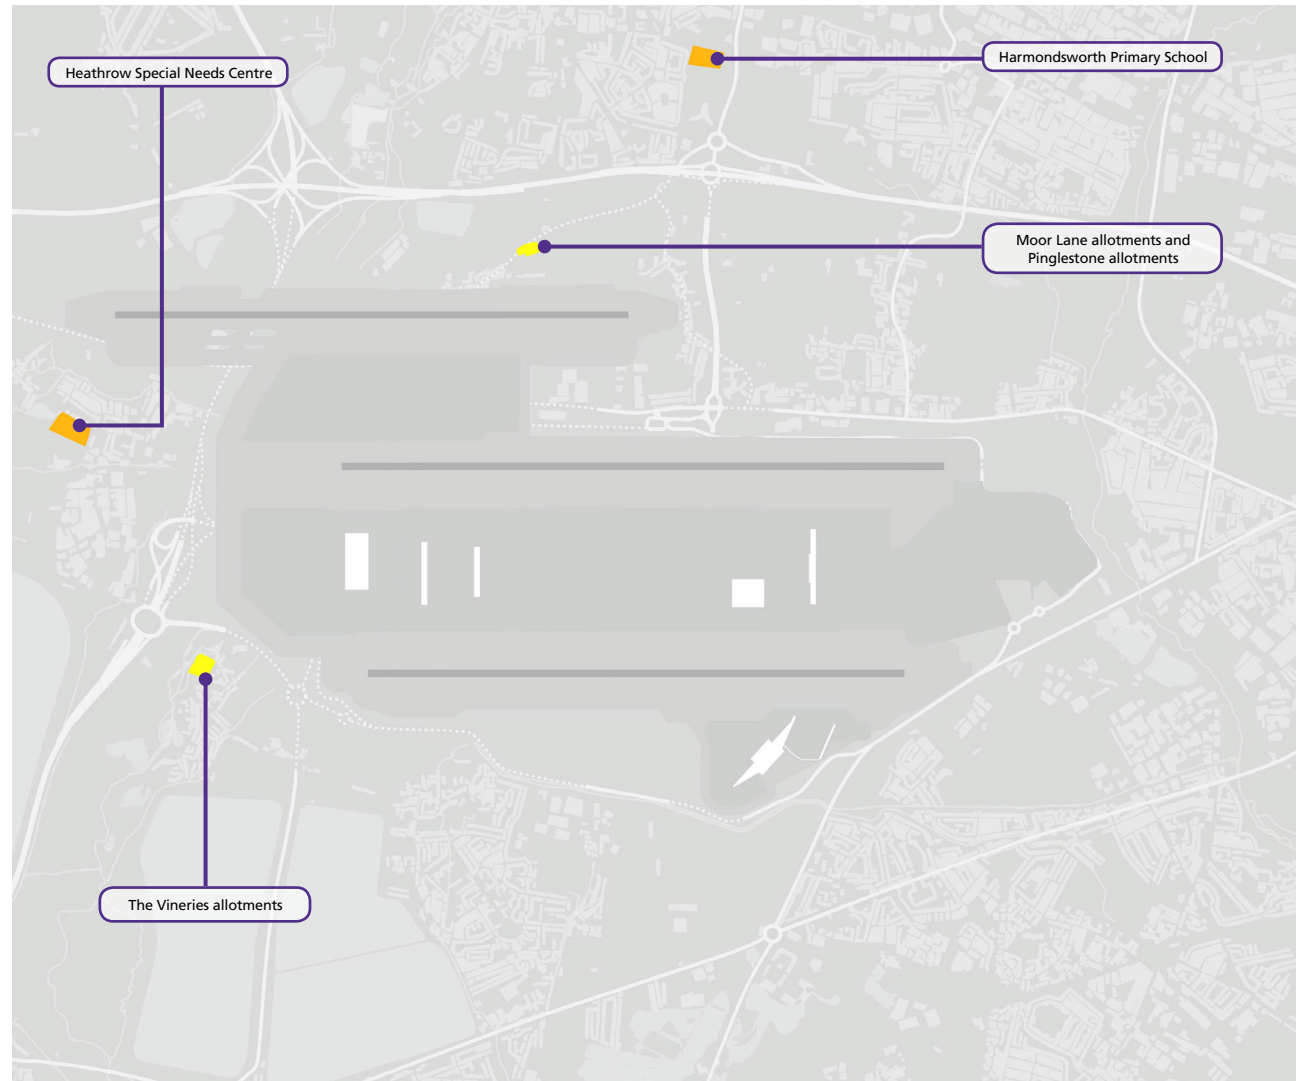 Harmondsworth Primary School
Heathrow Special Needs Centre
Moor Lane allotments and
Pinglestone allotments
The Vineries allotments